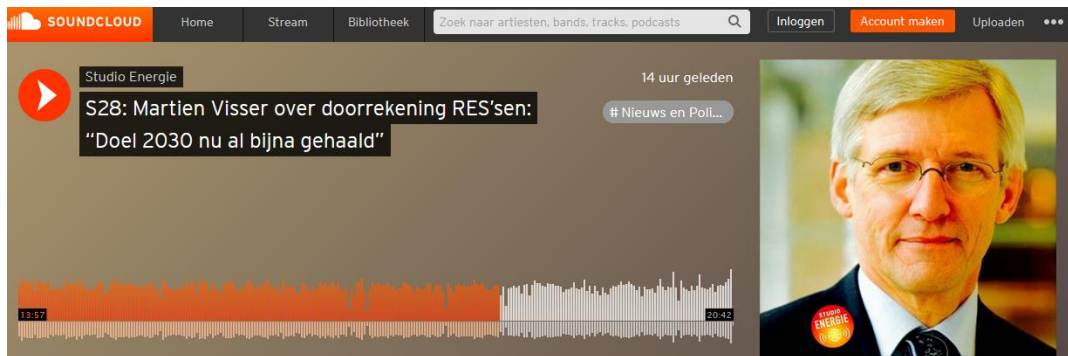 SOUNDCLOUD Home Stream Bibliotheek Zoek naar artiesten, bands, tracks, podcasts Inloggen Account maken Uploaden •••
Studio Energie
14 uur geleden
S28: Martien Visser over doorrekening RES'sen:
"Doel 2030 nu al bijna gehaald"
# Nieuws en Poli...
13:57
20:42
STUDIO
ENERGIE